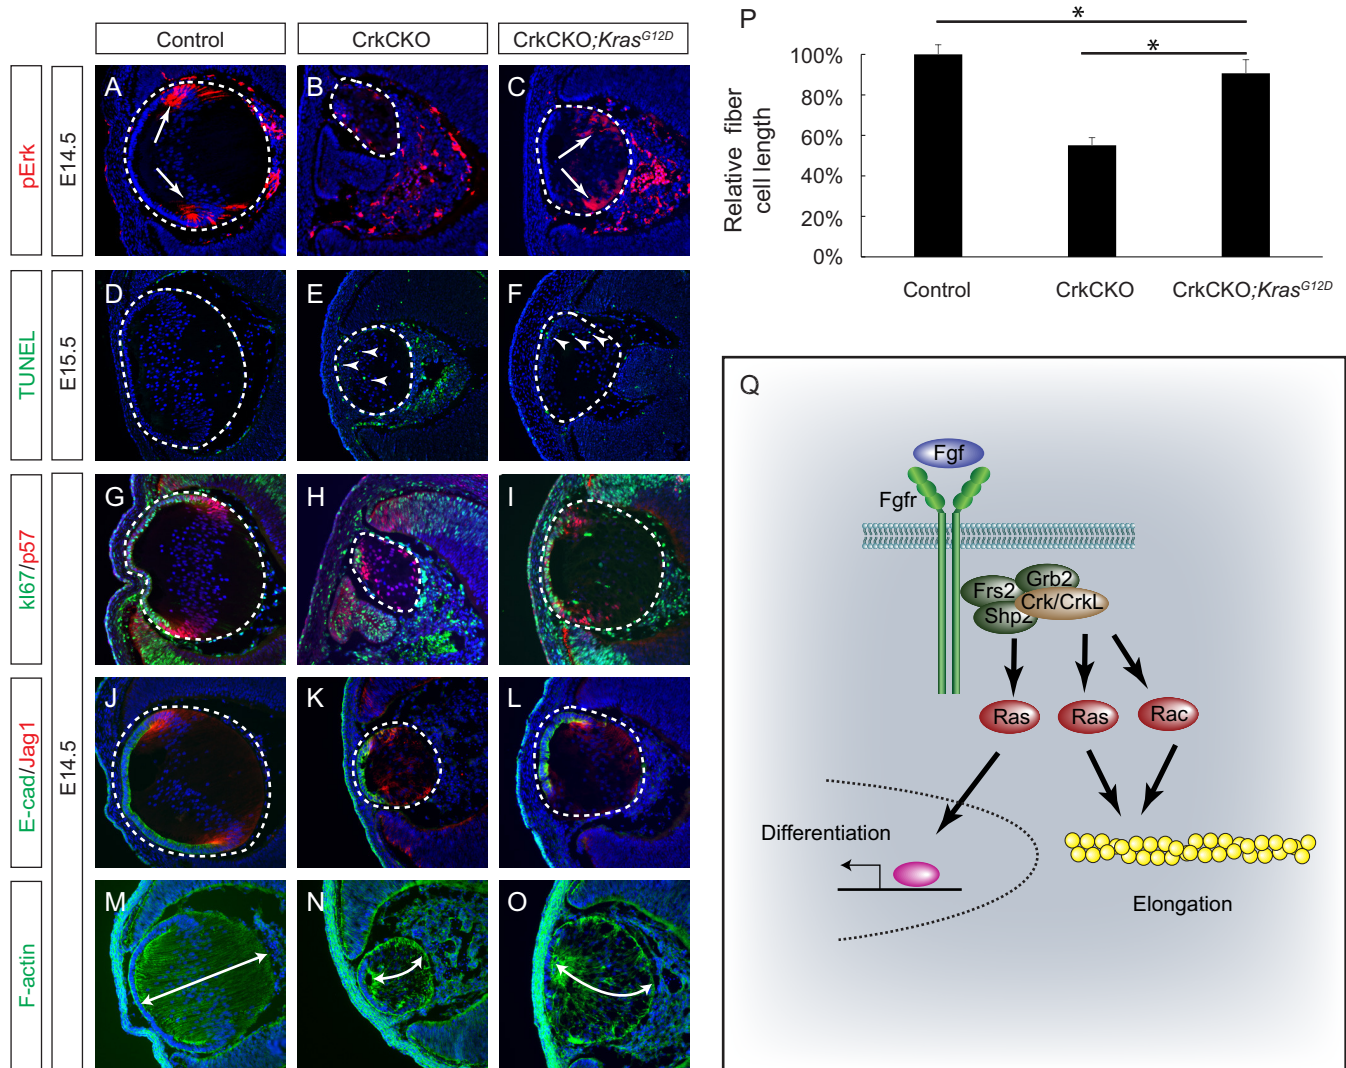 Control
CrkCKO
CrkCKO;KrasG12D
pErk
E14.5
A
B
C
TUNEL
E15.5
D
E
F
kI67/p57
E14.5
G
H
I
E-cad/Jag1
J
K
L
F-actin
M
N
O
P
*
*
Relative fiber
cell length
100%
80%
60%
40%
20%
0%
Control
CrkCKO
CrkCKO;KrasG12D
Q
Fgf
Fgfr
Frs2
Grb2
Shp2
Crk/CrkL
Ras
Ras
Rac
Differentiation
Elongation